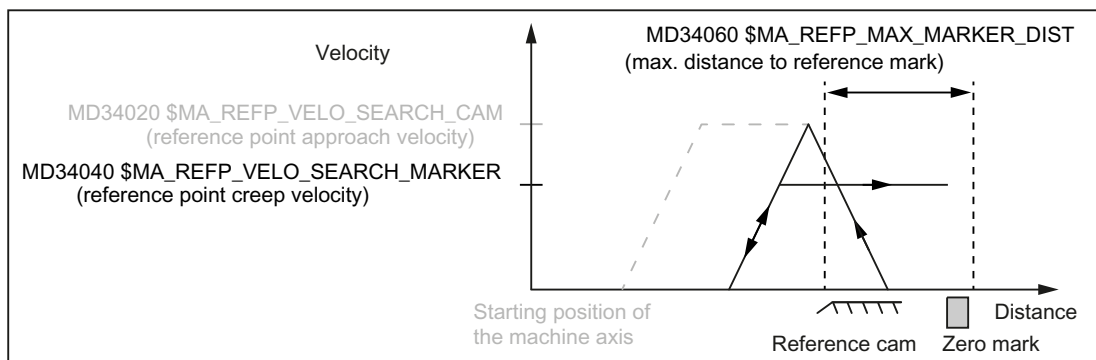 MD34060 $MA_REFP_MAX_MARKER_DIST
(max. distance to reference mark)
Velocity
MD34020 $MA_REFP_VELO_SEARCH_CAM
(reference point approach velocity)
MD34040 $MA_REFP_VELO_SEARCH_MARKER
(reference point creep velocity)
Starting position of
the machine axis
Distance
Reference cam
Zero mark